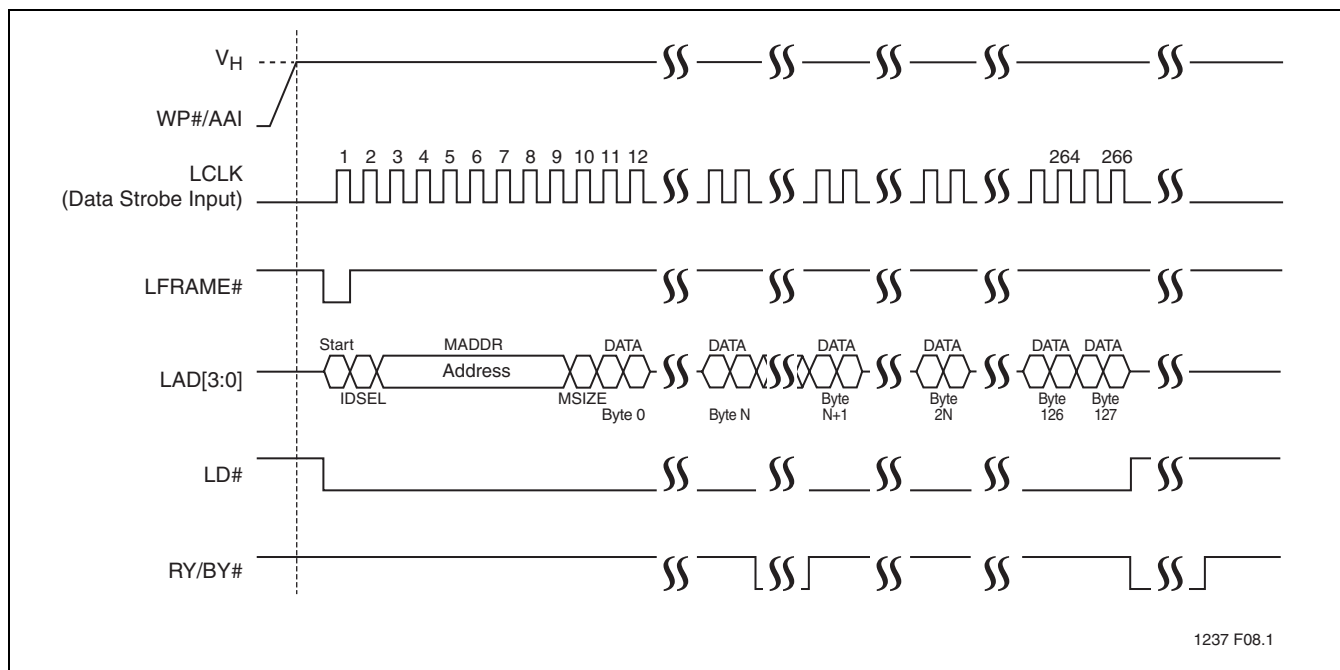 VH
WP#/AAI
1 2 3 4 5 6 7 8 9 10 11 12 264 266
LCLK
(Data Strobe Input)
LFRAME#
Start MADDR DATA DATA DATA DATA DATA DATA
LAD[3:0] Address
IDSEL MSIZE Byte 0 Byte N Byte N+1 Byte 2N Byte 126 Byte 127
LD#
RY/BY#
1237 F08.1